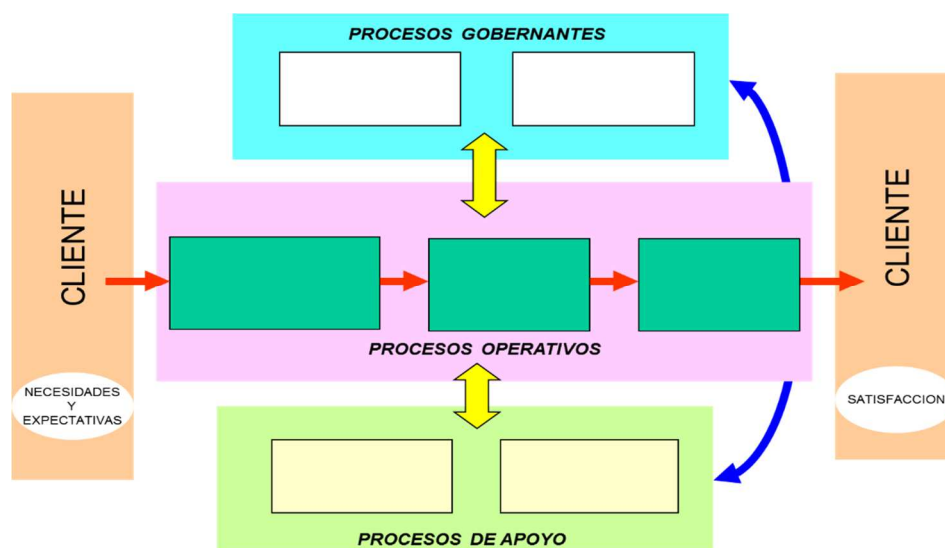 PROCESOS GOBERNANTES
CLIENTE
NECESIDADES
Y
EXPECTATIVAS
PROCESOS OPERATIVOS
CLIENTE
SATISFACCION
PROCESOS DE APOYO